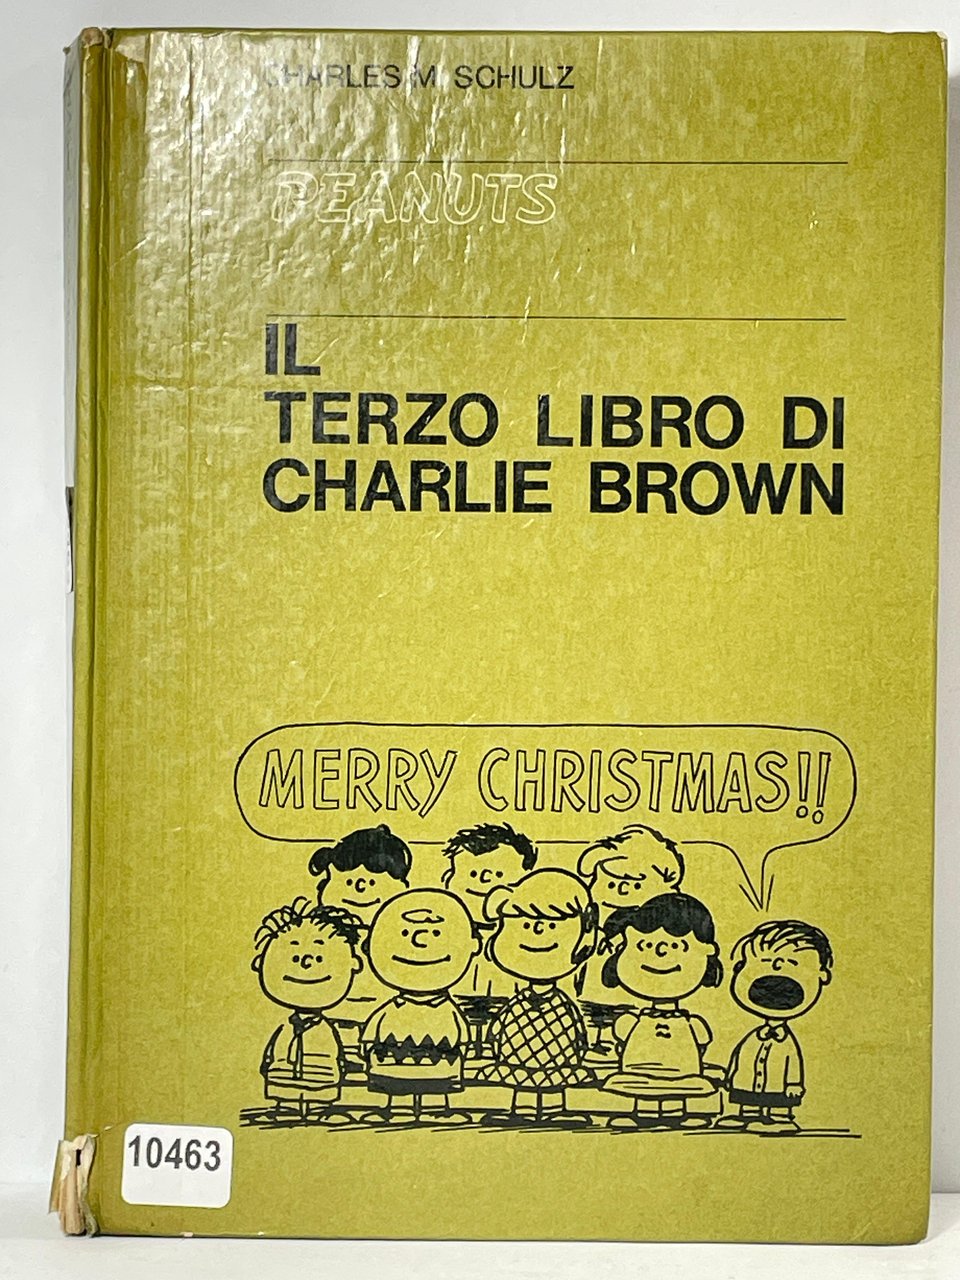 CHARLES M. SCHULZ
PEANUTS
IL
TERZO LIBRO DI
CHARLIE BROWN
MERRY CHRISTMAS!!
10463